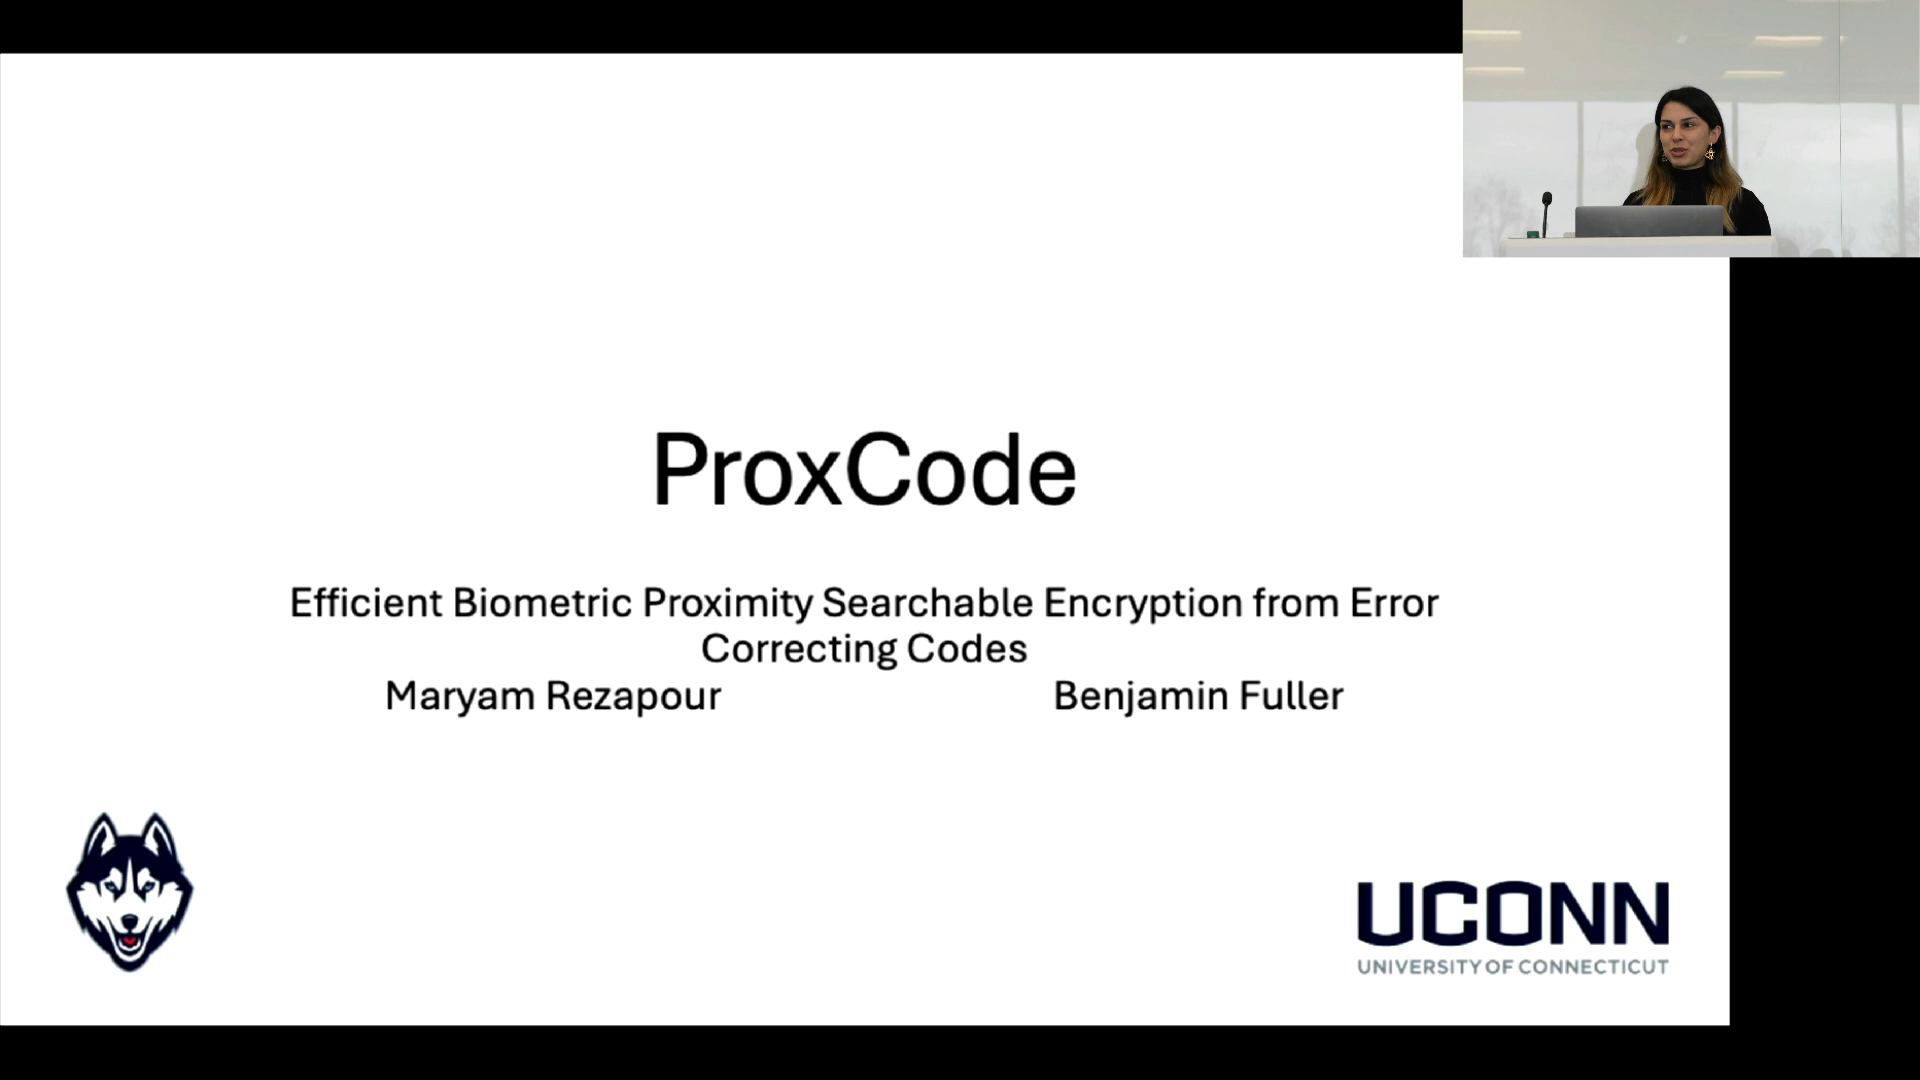 ProxCode
Efficient Biometric Proximity Searchable Encryption from Error
Correcting Codes
Maryam Rezapour Benjamin Fuller
UCONN
UNIVERSITY OF CONNECTICUT